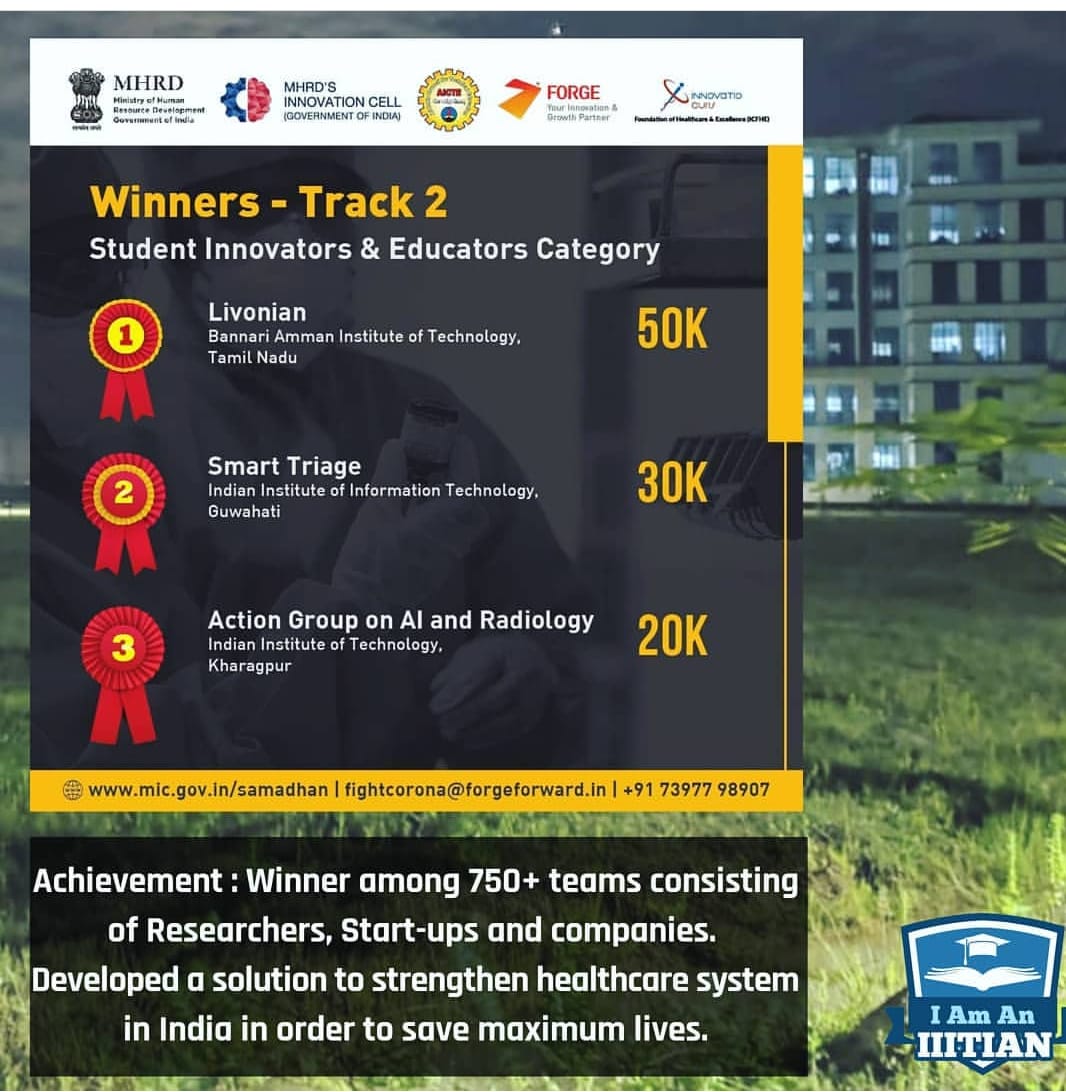 MHRD
Ministry of Human
Resource Development
Government of India
सत्यमेव जयते
MHRD'S
INNOVATION CELL
(GOVERNMENT OF INDIA)
AICTE
FORGE
Your Innovation &
Growth Partner
INNOVATIO
CURIS
Foundation of Healthcare & Excellence (ICFHE)
Winners - Track 2
Student Innovators & Educators Category
1
Livonian
50K
Bannari Amman Institute of Technology,
Tamil Nadu
2
Smart Triage
30K
Indian Institute of Information Technology,
Guwahati
3
Action Group on AI and Radiology
20K
Indian Institute of Technology,
Kharagpur
www.mic.gov.in/samadhan | fightcorona@forgeforward.in | +91 73977 98907
Achievement : Winner among 750+ teams consisting
of Researchers, Start-ups and companies.
Developed a solution to strengthen healthcare system
in India in order to save maximum lives.
I Am An
IIITIAN